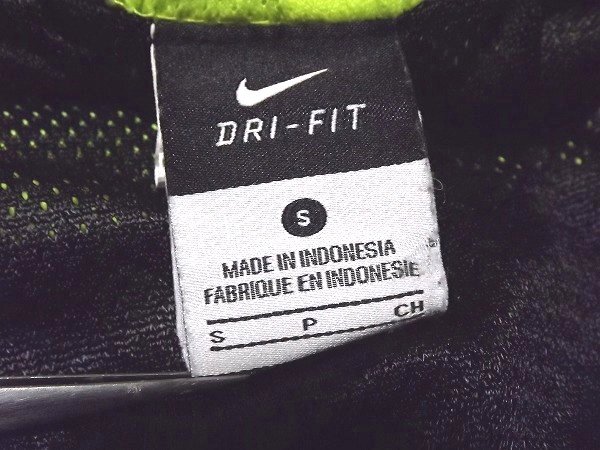 DRI-FIT
S
MADE IN INDONESIA
FABRIQUE EN INDONESIE
S P CH